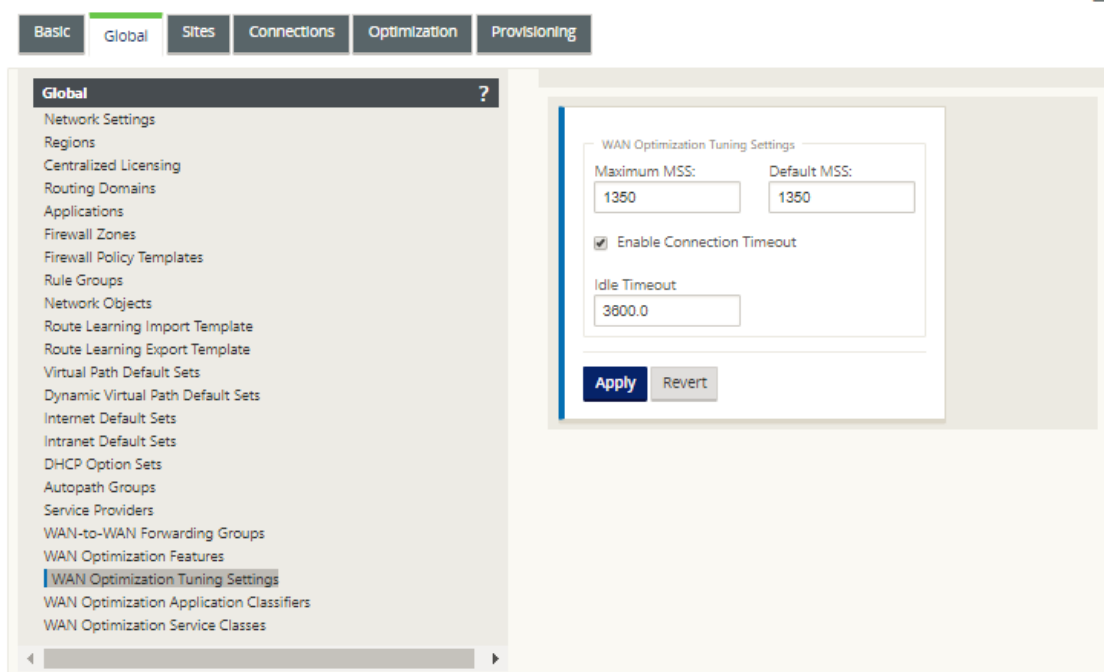 Basic Global Sites Connections Optimization Provisioning
Global ?
Network Settings
Regions
Centralized Licensing
Routing Domains
Applications
Firewall Zones
Firewall Policy Templates
Rule Groups
Network Objects
Route Learning Import Template
Route Learning Export Template
Virtual Path Default Sets
Dynamic Virtual Path Default Sets
Internet Default Sets
Intranet Default Sets
DHCP Option Sets
Autopath Groups
Service Providers
WAN-to-WAN Forwarding Groups
WAN Optimization Features
WAN Optimization Tuning Settings
WAN Optimization Application Classifiers
WAN Optimization Service Classes
WAN Optimization Tuning Settings
Maximum MSS: Default MSS:
1350 1350
Enable Connection Timeout
Idle Timeout
3600.0
Apply Revert